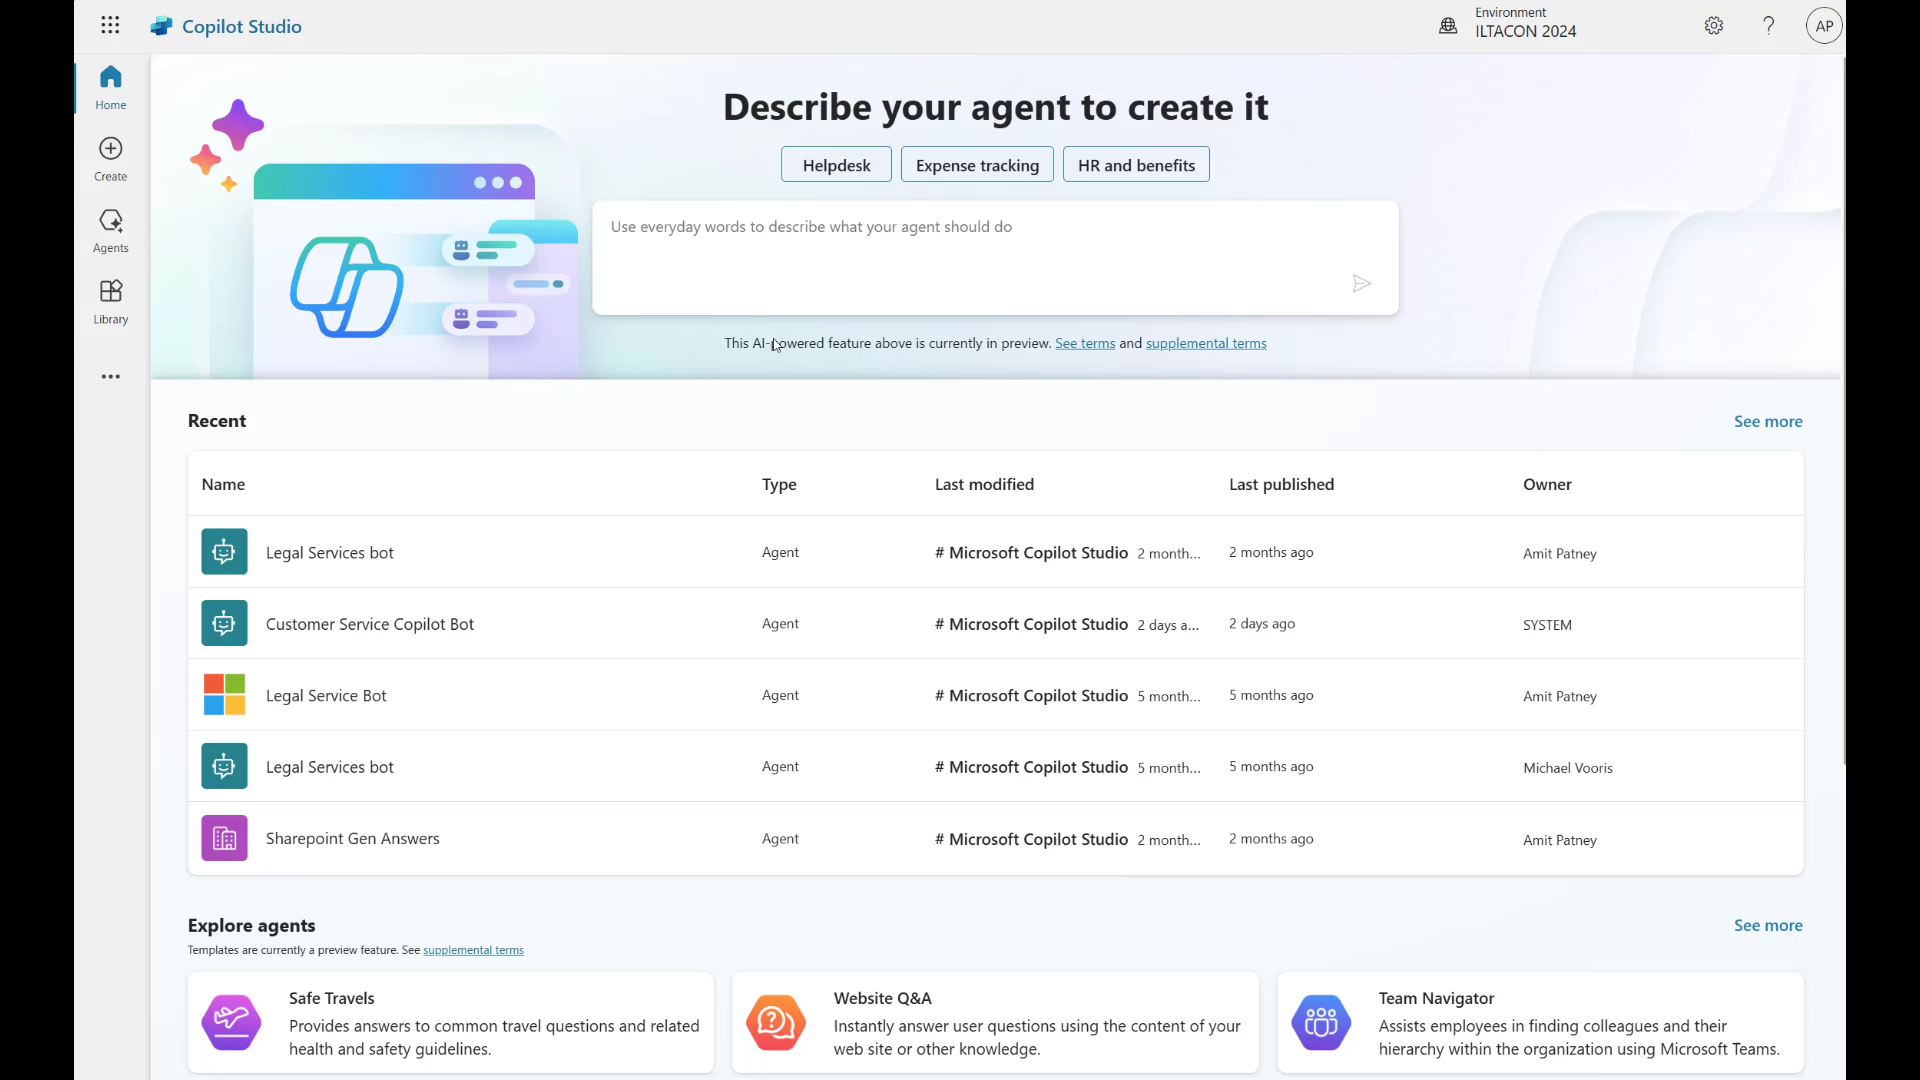 Copilot Studio
Environment
ILTACON 2024
?
AP
Home
Create
Agents
Library
Describe your agent to create it
Helpdesk
Expense tracking
HR and benefits
Use everyday words to describe what your agent should do
This AI-powered feature above is currently in preview. See terms and supplemental terms
Recent
See more
Name Type Last modified Last published Owner
Legal Services bot Agent # Microsoft Copilot Studio 2 month... 2 months ago Amit Patney
Customer Service Copilot Bot Agent # Microsoft Copilot Studio 2 days a... 2 days ago SYSTEM
Legal Service Bot Agent # Microsoft Copilot Studio 5 month... 5 months ago Amit Patney
Legal Services bot Agent # Microsoft Copilot Studio 5 month... 5 months ago Michael Vooris
Sharepoint Gen Answers Agent # Microsoft Copilot Studio 2 month... 2 months ago Amit Patney
Explore agents
See more
Templates are currently a preview feature. See supplemental terms
Safe Travels
Provides answers to common travel questions and related
health and safety guidelines.
Website Q&A
Instantly answer user questions using the content of your
web site or other knowledge.
Team Navigator
Assists employees in finding colleagues and their
hierarchy within the organization using Microsoft Teams.